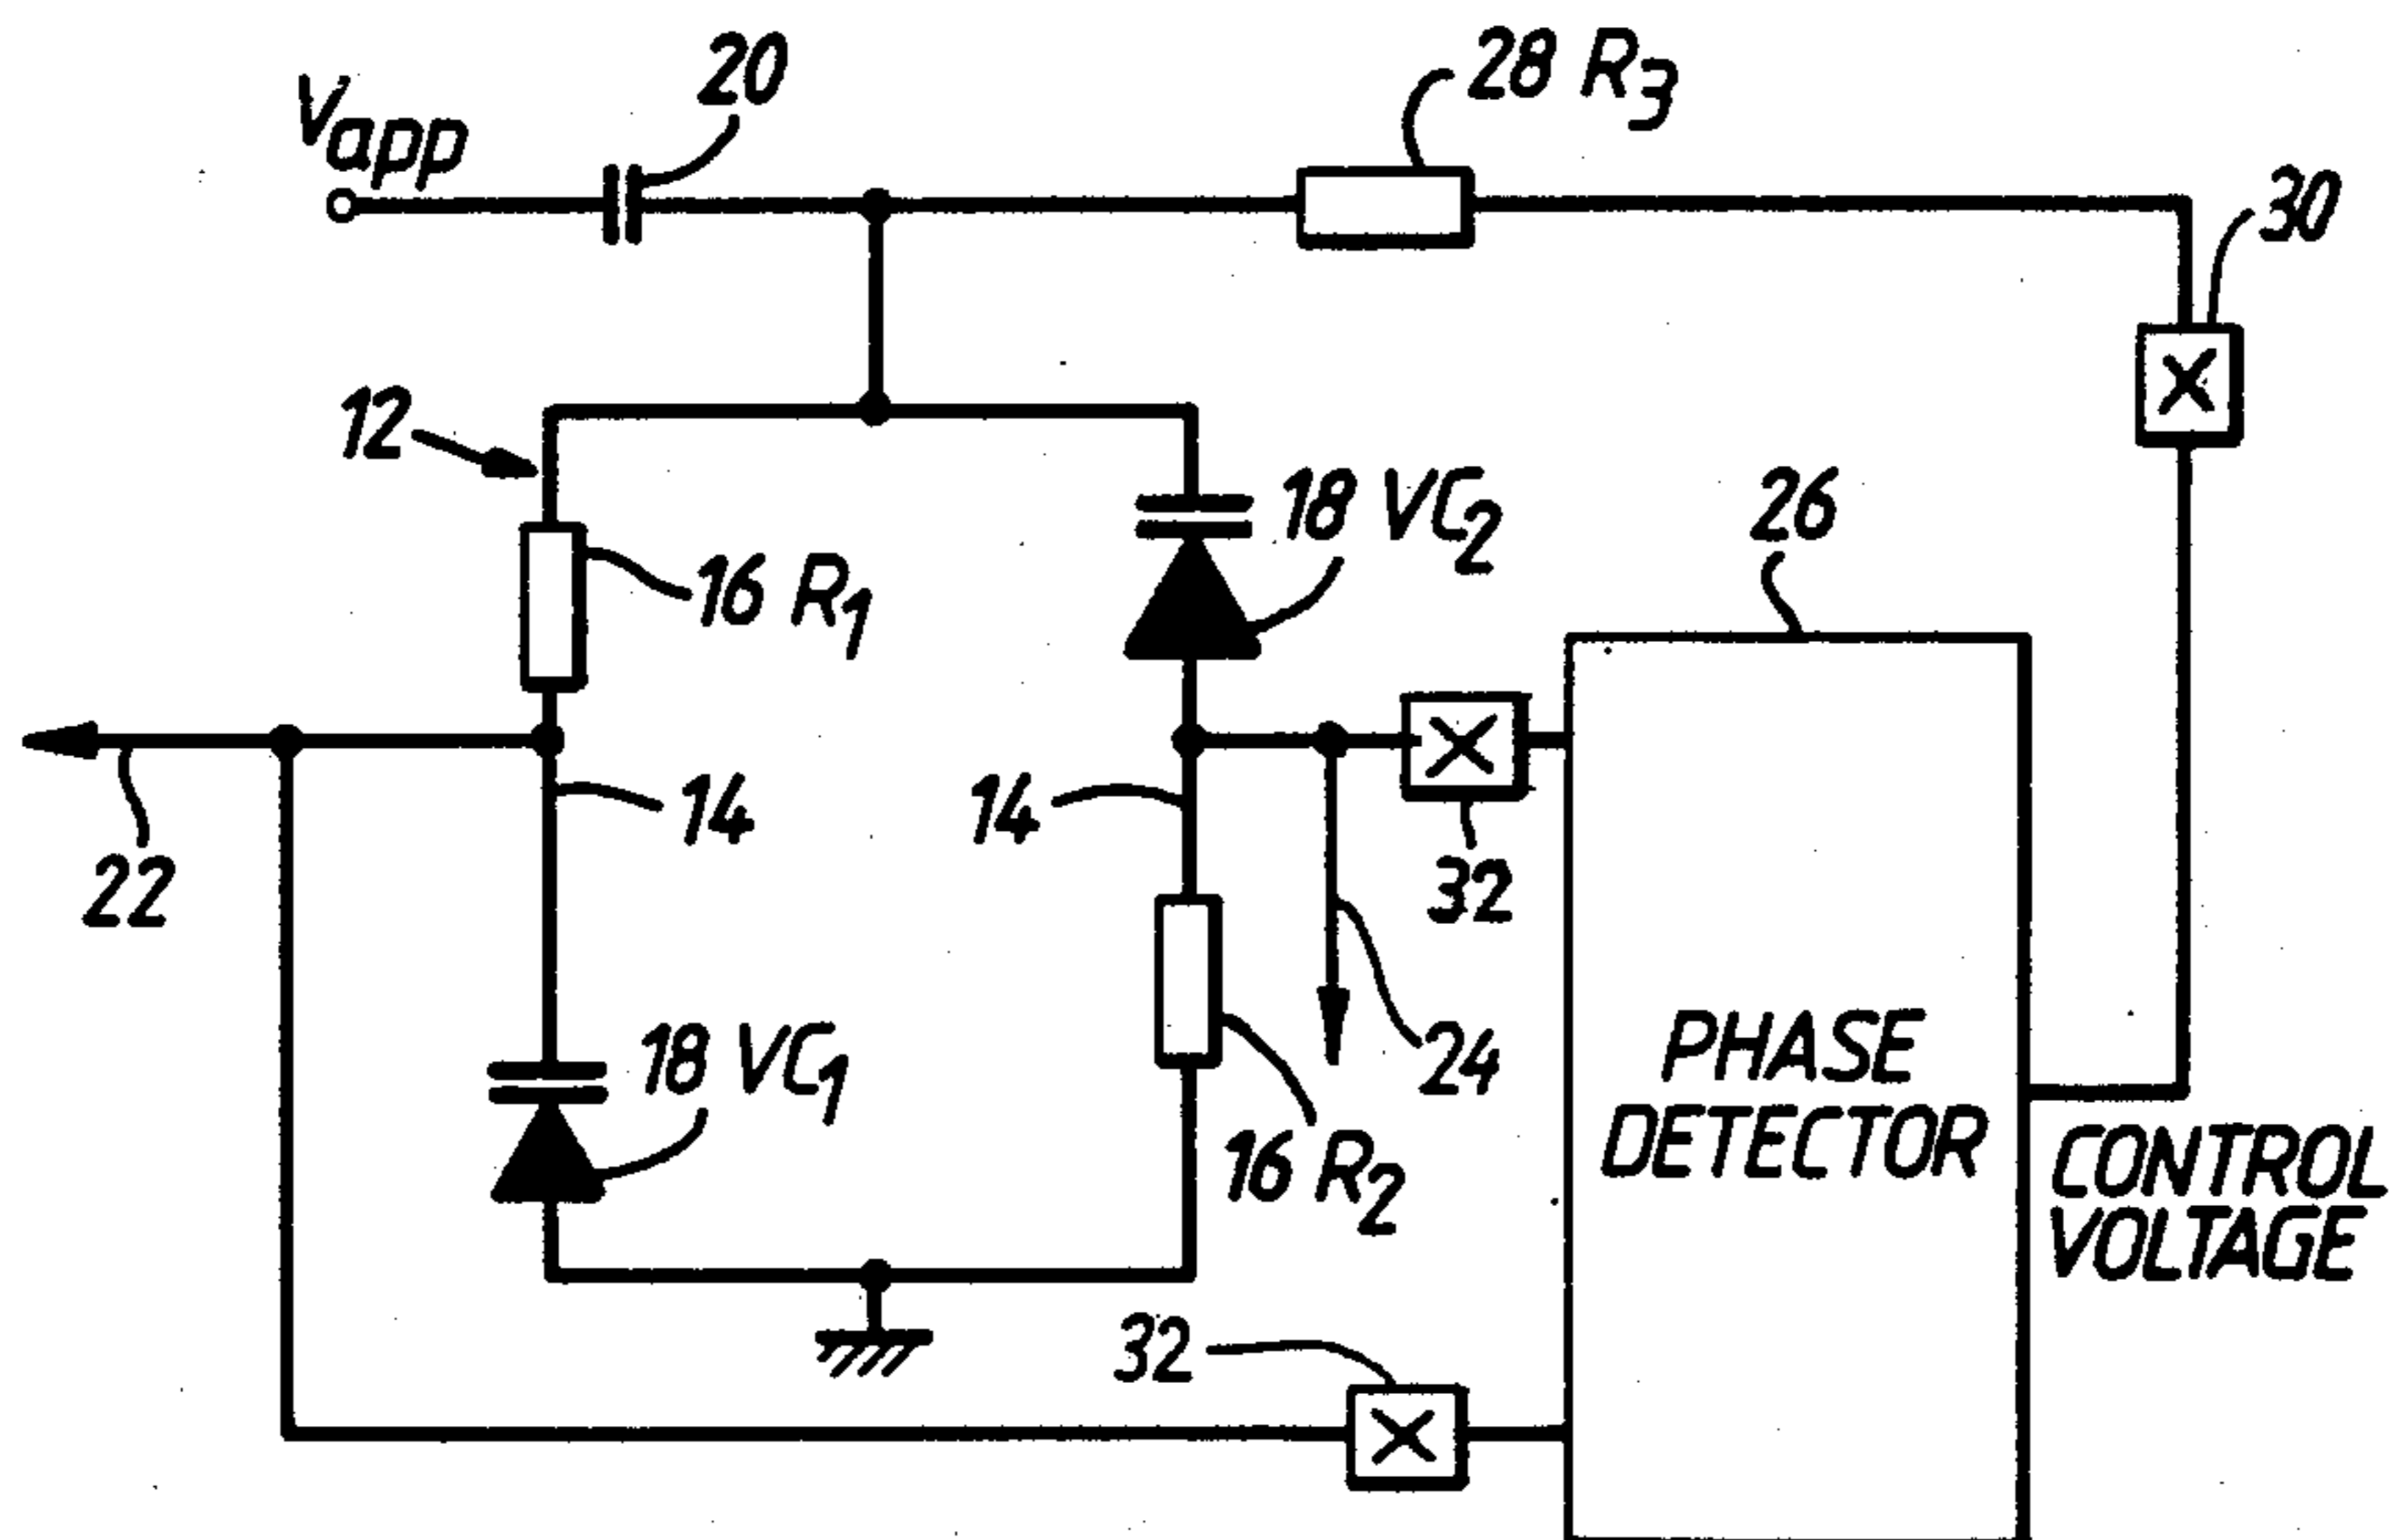 20
28 R3
Vapp
30
12
18 VC2
26
16 R1
14
14
22
32
18 VC1
24
PHASE
DETECTOR
16 R2
CONTROL
VOLTAGE
32
X
X
X